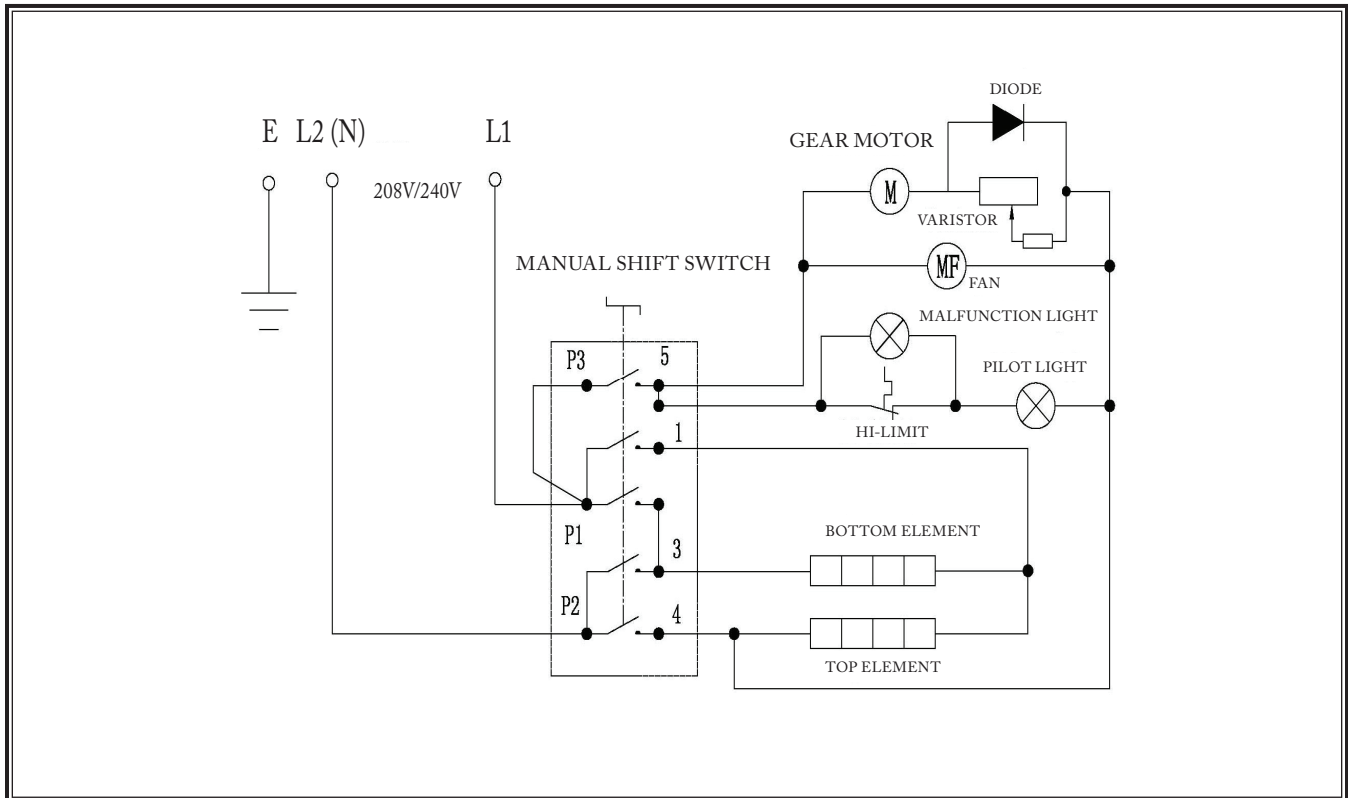 DIODE
E L2 (N) L1
GEAR MOTOR
208V/240V
M
VARISTOR
MANUAL SHIFT SWITCH
MF
FAN
MALFUNCTION LIGHT
P3 5
PILOT LIGHT
HI-LIMIT
1
P1
BOTTOM ELEMENT
3
P2 4
TOP ELEMENT